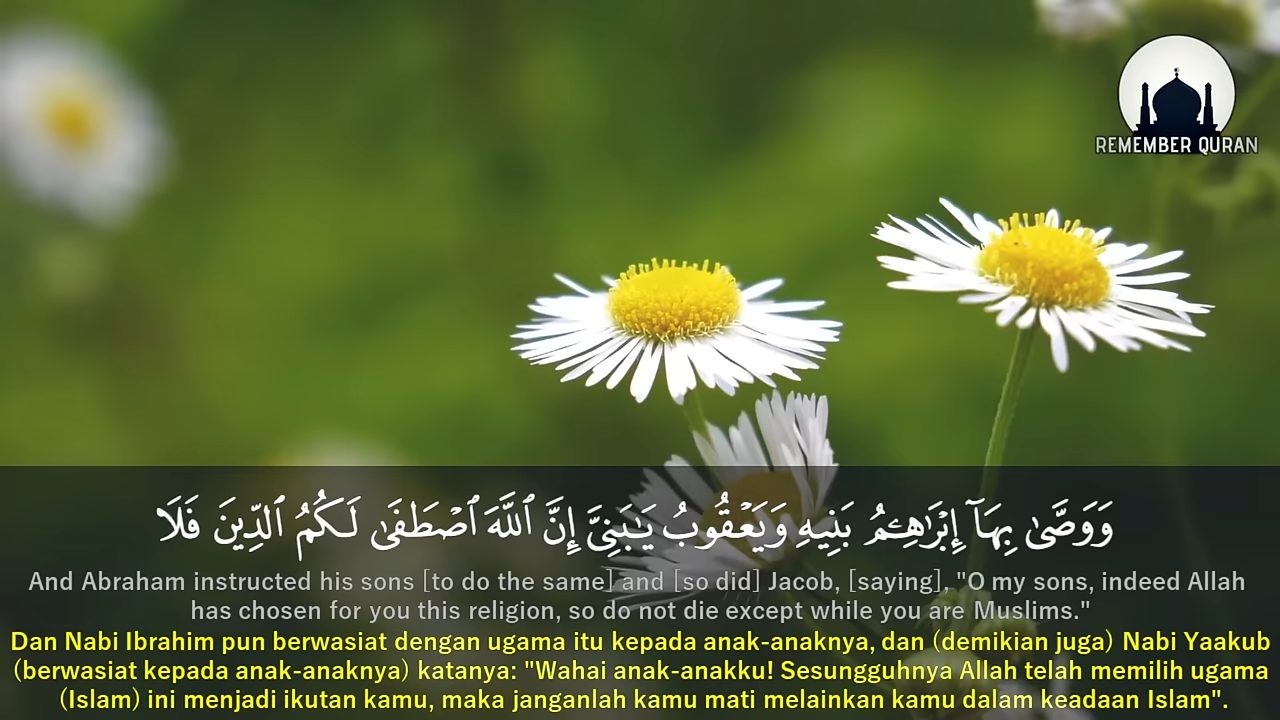 REMEMBER QURAN
وَوَصَّىٰ بِهَآ إِبْرَٰهِـۧمُ بَنِيهِ وَيَعْقُوبُ يَـٰبَنِىَّ إِنَّ ٱللَّهَ ٱصْطَفَىٰ لَكُمُ ٱلدِّينَ فَلَا
And Abraham instructed his sons [to do the same] and [so did] Jacob, [saying], "O my sons, indeed Allah
has chosen for you this religion, so do not die except while you are Muslims."
Dan Nabi Ibrahim pun berwasiat dengan ugama itu kepada anak-anaknya, dan (demikian juga) Nabi Yaakub
(berwasiat kepada anak-anaknya) katanya: "Wahai anak-anakku! Sesungguhnya Allah telah memilih ugama
(Islam) ini menjadi ikutan kamu, maka janganlah kamu mati melainkan kamu dalam keadaan Islam".